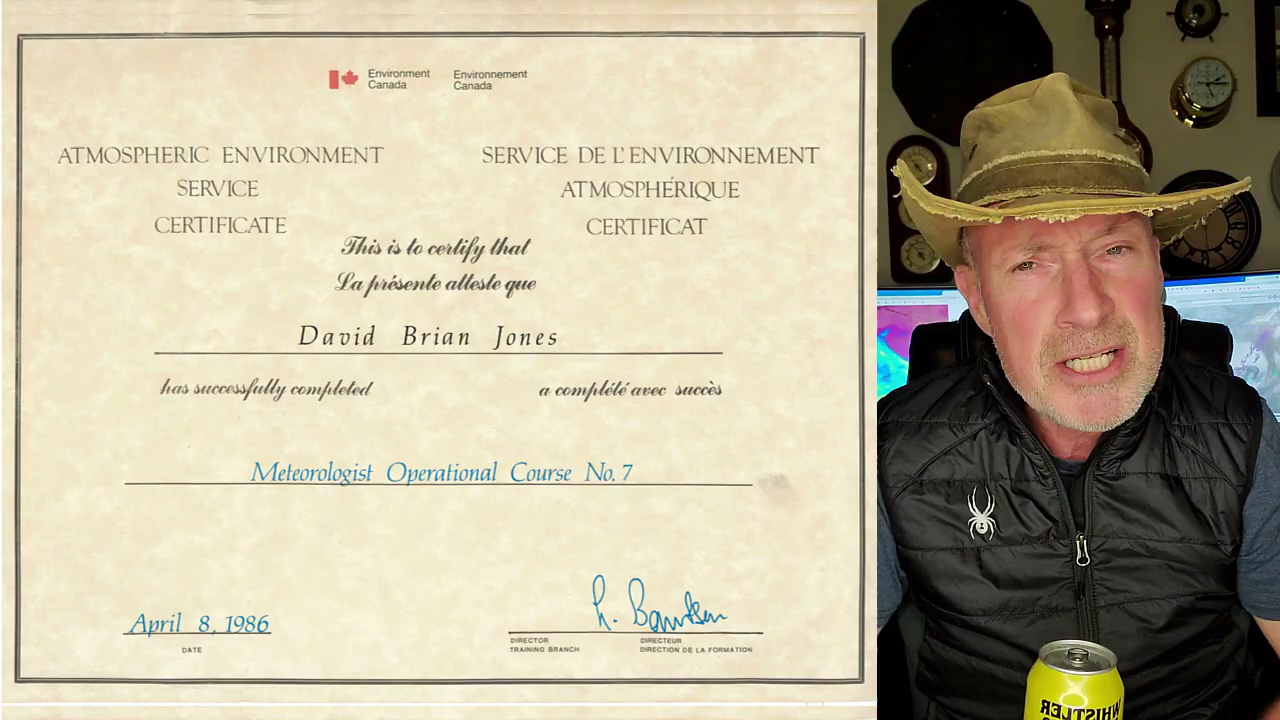 Environment Canada
Environnement Canada
ATMOSPHERIC ENVIRONMENT
SERVICE
CERTIFICATE
SERVICE DE L'ENVIRONNEMENT
ATMOSPHÉRIQUE
CERTIFICAT
This is to certify that
La présente atteste que
David Brian Jones
has successfully completed
a complété avec succès
Meteorologist Operational Course No. 7
April 8, 1986
DATE
DIRECTOR
TRAINING BRANCH
DIRECTEUR
DIRECTION DE LA FORMATION
WHISTLER